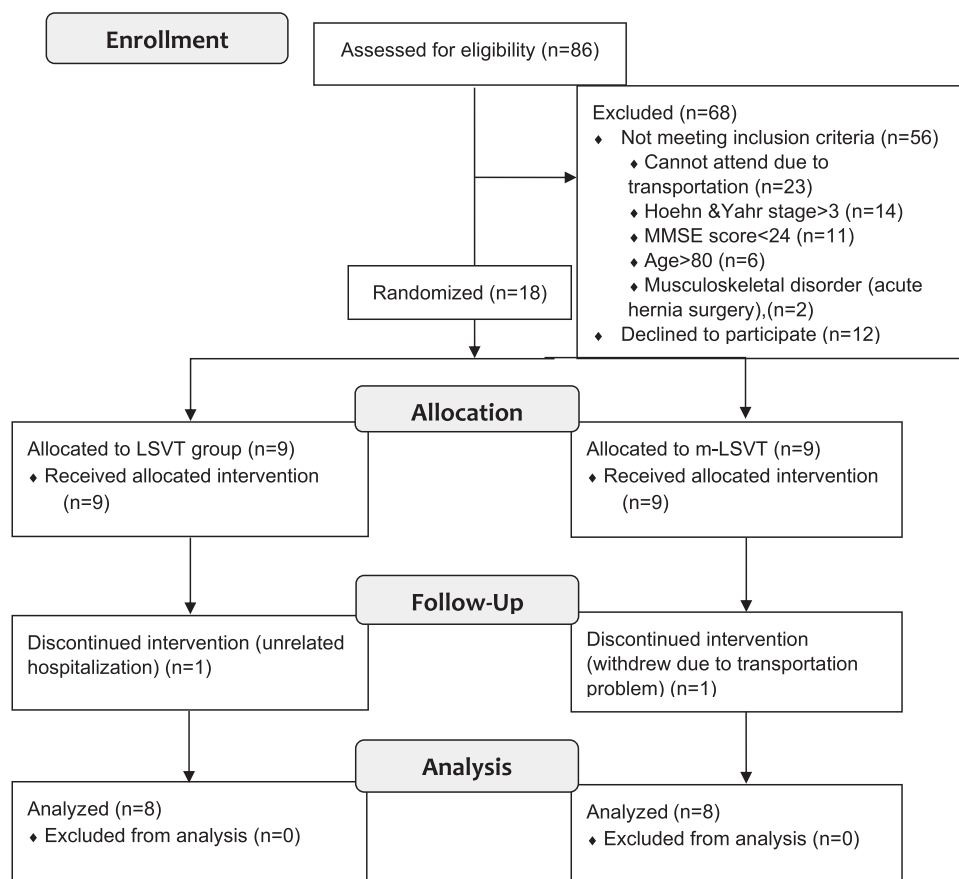 Enrollment
Assessed for eligibility (n=86)
Excluded (n=68)
♦ Not meeting inclusion criteria (n=56)
♦ Cannot attend due to
transportation (n=23)
♦ Hoehn &Yahr stage>3 (n=14)
♦ MMSE score<24 (n=11)
♦ Age>80 (n=6)
♦ Musculoskeletal disorder (acute
hernia surgery),(n=2)
♦ Declined to participate (n=12)
Randomized (n=18)
Allocation
Allocated to LSVT group (n=9)
♦ Received allocated intervention
(n=9)
Allocated to m-LSVT (n=9)
♦ Received allocated intervention
(n=9)
Follow-Up
Discontinued intervention (unrelated
hospitalization) (n=1)
Discontinued intervention
(withdrew due to transportation
problem) (n=1)
Analysis
Analyzed (n=8)
♦ Excluded from analysis (n=0)
Analyzed (n=8)
♦ Excluded from analysis (n=0)